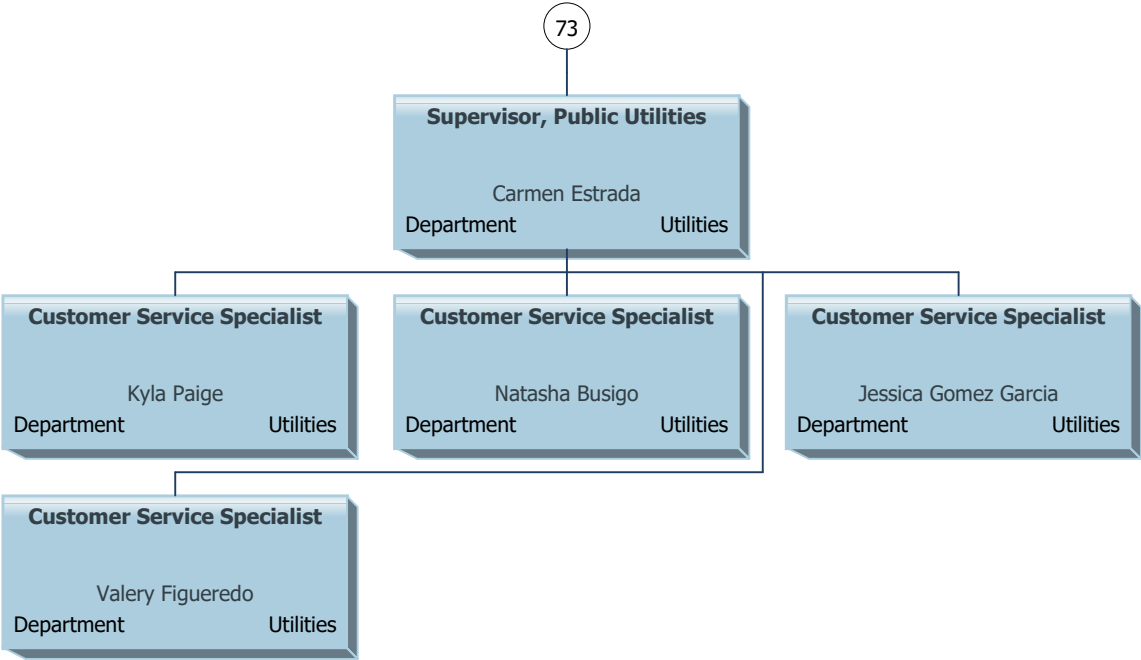 73
Supervisor, Public Utilities
Carmen Estrada
Department Utilities
Customer Service Specialist
Kyla Paige
Department Utilities
Customer Service Specialist
Natasha Busigo
Department Utilities
Customer Service Specialist
Jessica Gomez Garcia
Department Utilities
Customer Service Specialist
Valery Figueredo
Department Utilities